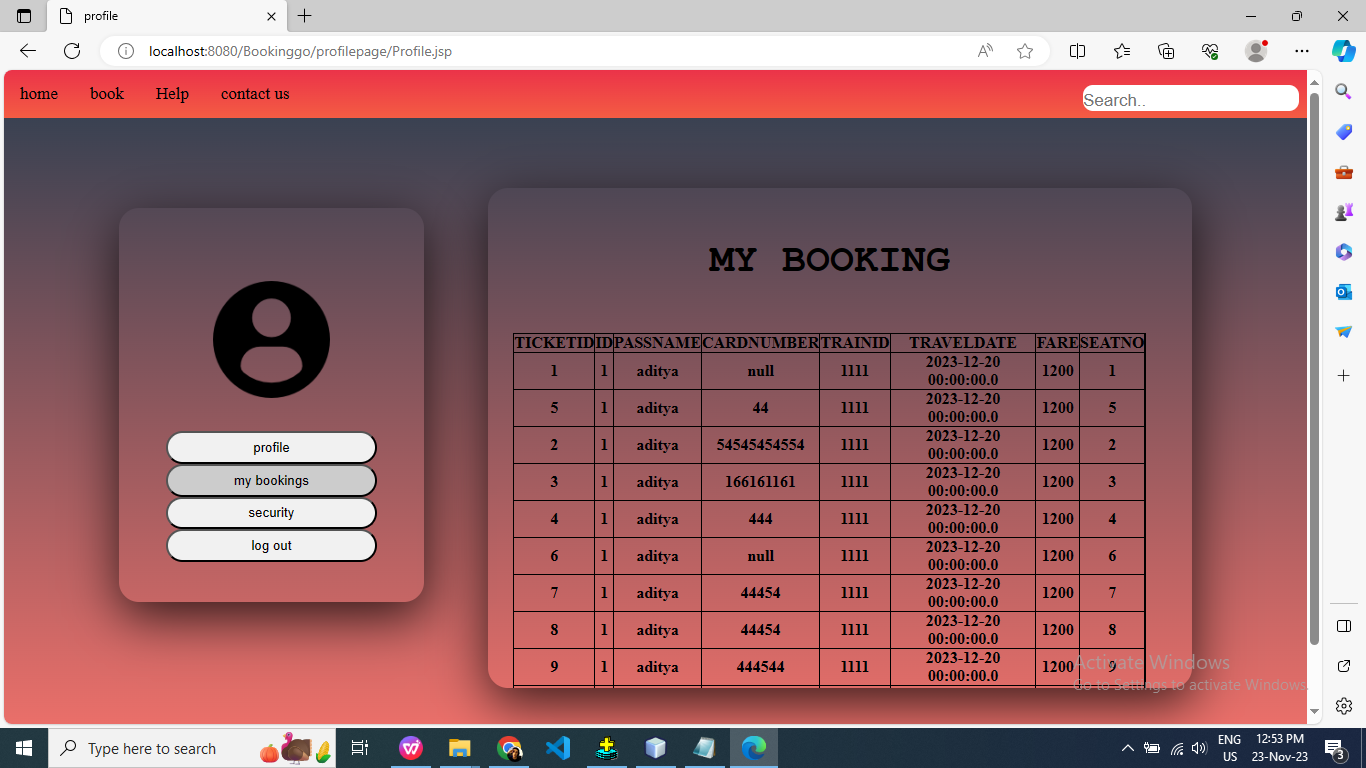 profile
localhost:8080/Bookinggo/profilepage/Profile.jsp
home book Help contact us Search..
MY BOOKING
TICKETID ID PASSNAME CARDNUMBER TRAINID TRAVELDATE FARE SEATNO
1 1 aditya null 1111 2023-12-20 00:00:00.0 1200 1
5 1 aditya 44 1111 2023-12-20 00:00:00.0 1200 5
2 1 aditya 54545454554 1111 2023-12-20 00:00:00.0 1200 2
3 1 aditya 166161161 1111 2023-12-20 00:00:00.0 1200 3
4 1 aditya 444 1111 2023-12-20 00:00:00.0 1200 4
6 1 aditya null 1111 2023-12-20 00:00:00.0 1200 6
7 1 aditya 44454 1111 2023-12-20 00:00:00.0 1200 7
8 1 aditya 44454 1111 2023-12-20 00:00:00.0 1200 8
9 1 aditya 444544 1111 2023-12-20 00:00:00.0 1200 9
profile
my bookings
security
log out
Activate Windows
Go to Settings to activate Windows.
Type here to search
ENG
US
12:53 PM
23-Nov-23
3